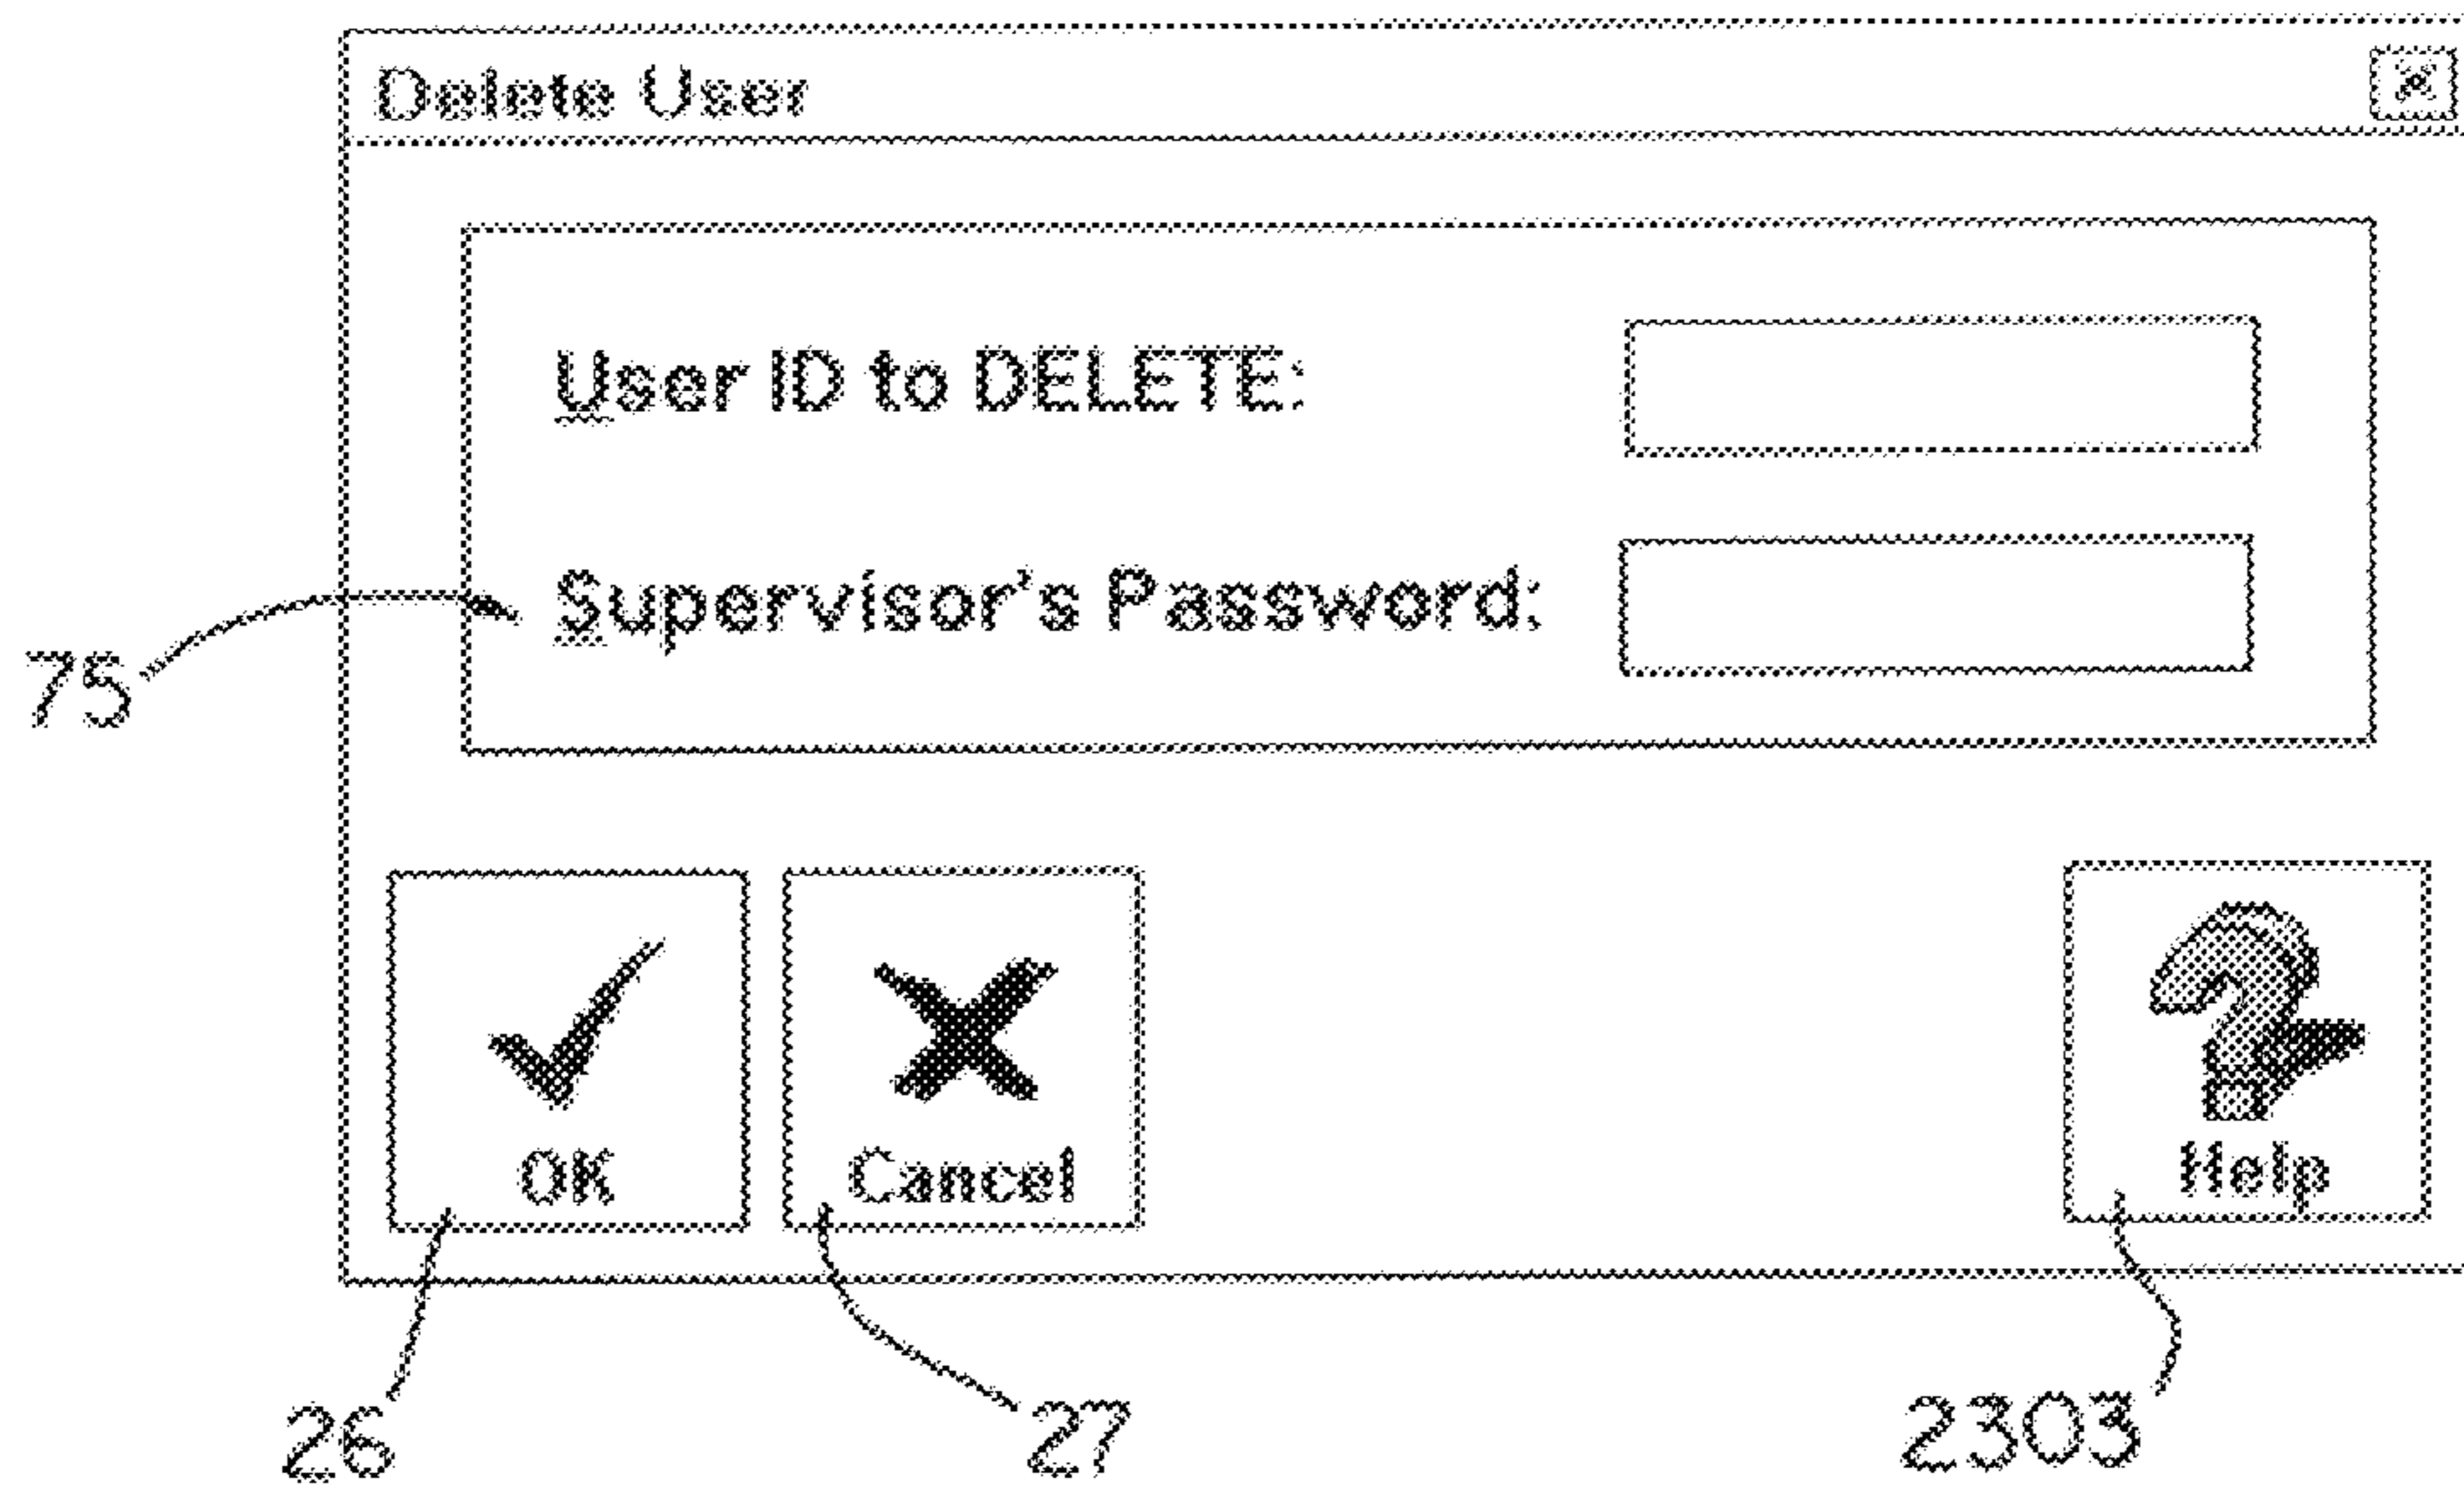 Delete User
User ID to DELETE:
Supervisor's Password:
75
OK
Cancel
Help
26
27
2303